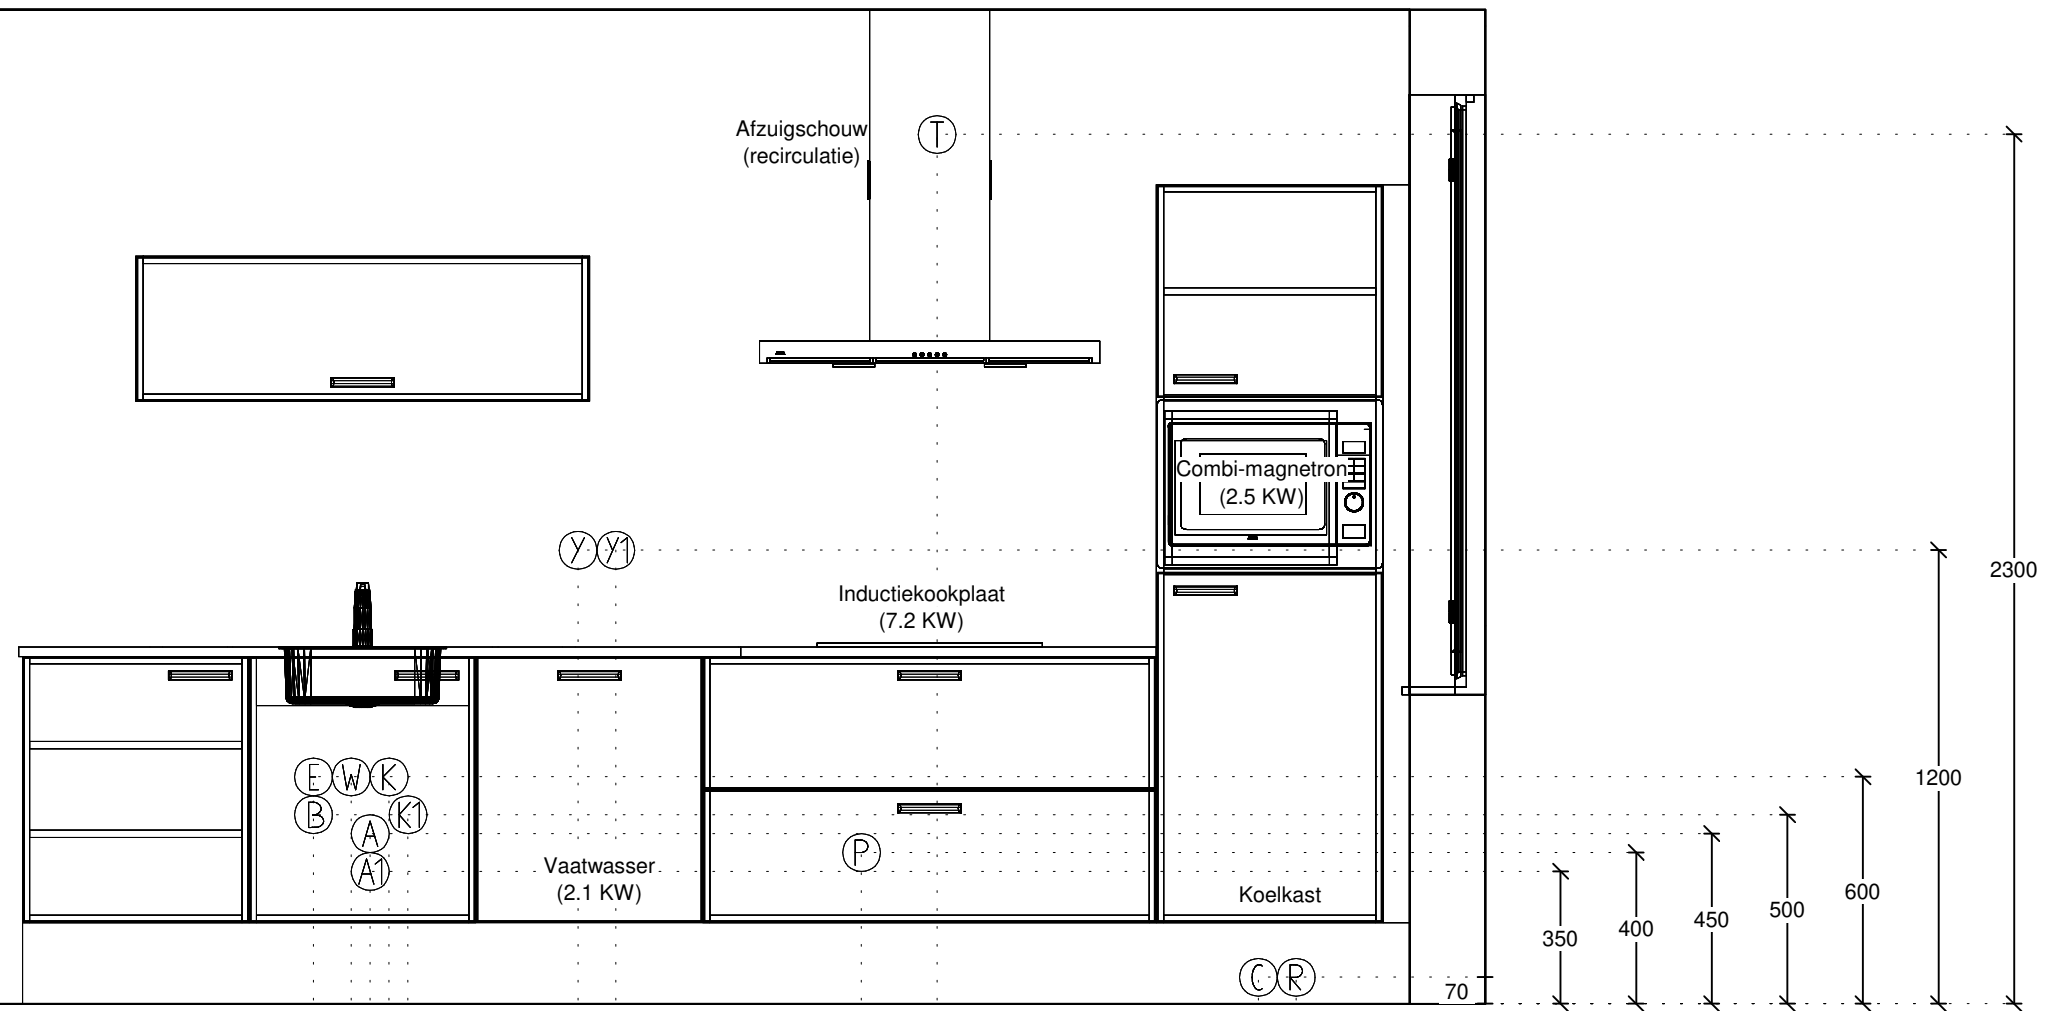 Afzuigschouw
(recirculatie)
T
Combi-magnetron
(2.5 KW)
Y Y1
2300
Inductiekookplaat
(7.2 KW)
E W K
1200
B K1
A
P
A1
Vaatwasser
(2.1 KW)
Koelkast
350
400
450
500
600
C R
70